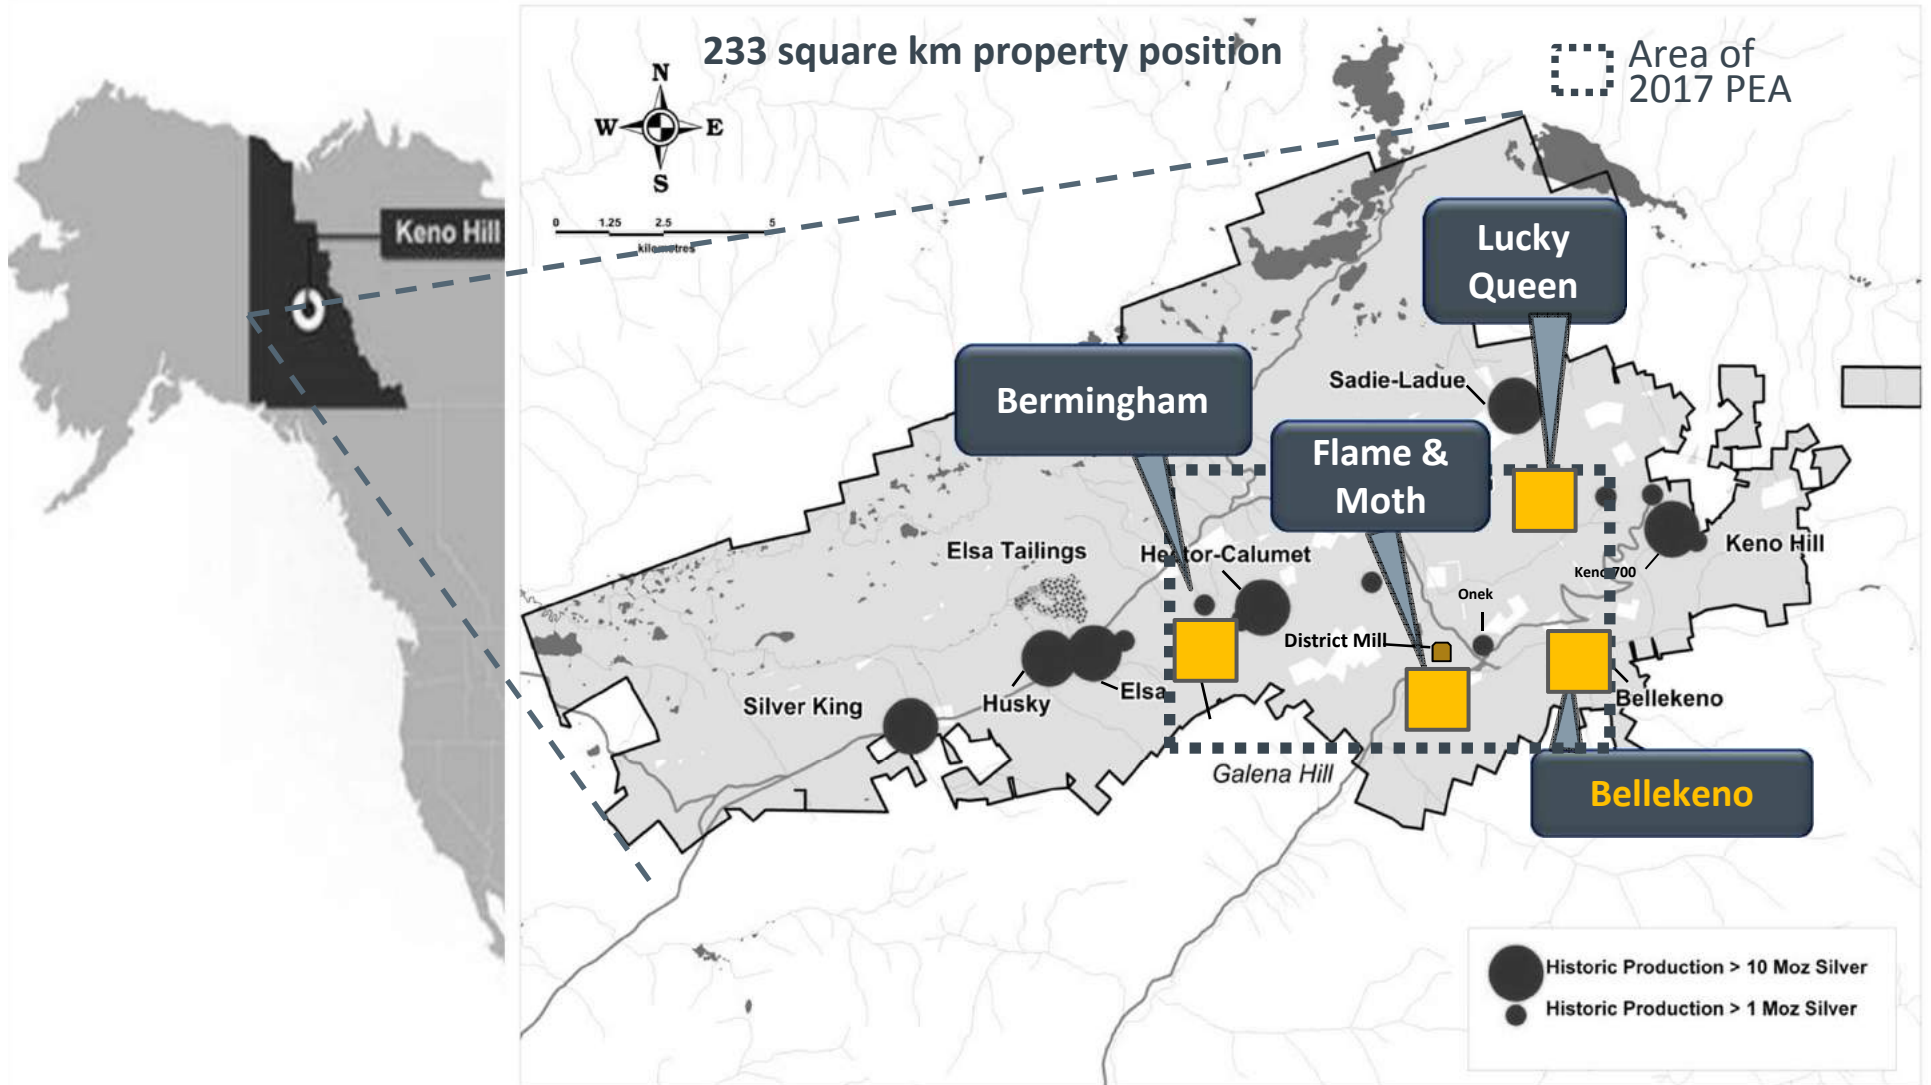 233 square km property position
Area of
2017 PEA
N
W
E
S
0
1.25
2.5
5
kilometres
Keno Hill
Lucky
Queen
Bermingham
Sadie-Ladue
Flame &
Moth
Elsa Tailings
Hector-Calumet
Keno Hill
Keno 700
Onek
District Mill
Silver King
Husky
Elsa
Bellekeno
Galena Hill
Bellekeno
Historic Production > 10 Moz Silver
Historic Production > 1 Moz Silver